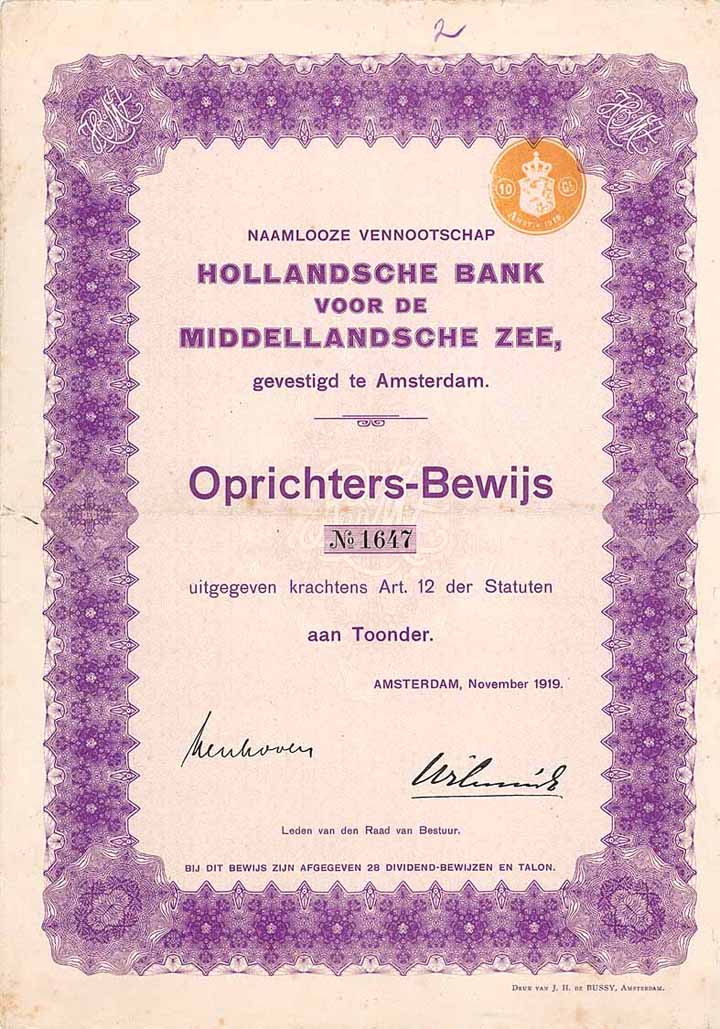 2
10 Gl.
NAAMLOOZE VENNOOTSCHAP
HOLLANDSCHE BANK
VOOR DE
MIDDELLANDSCHE ZEE,
gevestigd te Amsterdam.
Oprichters-Bewijs
№ 1647
uitgegeven krachtens Art. 12 der Statuten
aan Toonder.
AMSTERDAM, November 1919.
Leden van den Raad van Bestuur.
BIJ DIT BEWIJS ZIJN AFGEGEVEN 28 DIVIDEND-BEWIJZEN EN TALON.
DRUK VAN J. H. DE BUSSY, AMSTERDAM.